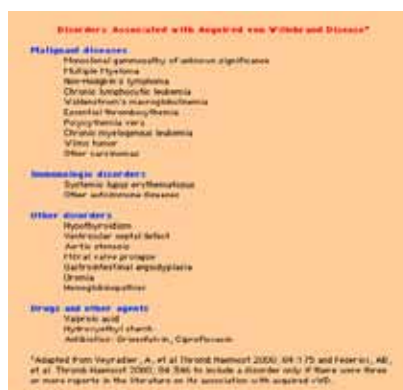 Disorders Associated with Acquired von Willebrand Disease*
Malignant diseases
Monoclonal gammopathy of unknown significance
Multiple Myeloma
Non-Hodgkin's lymphoma
Chronic lymphocytic leukemia
Waldenstrom's macroglobulinemia
Essential thrombocythemia
Polycythemia vera
Chronic myelogenous leukemia
Wilms tumor
Other carcinomas
Immunologic disorders
Systemic lupus erythematosus
Other autoimmune diseases
Other disorders
Hypothyroidism
Ventricular septal defect
Aortic stenosis
Mitral valve prolapse
Gastrointestinal angiodysplasia
Uremia
Hemoglobinopathies
Drugs and other agents
Valproic acid
Hydroxyethyl starch
Antibiotics: Griseofulvin, Ciprofloxacin
*Adapted from Veyradier, A, et al Thromb Haemost 2000; 84:175 and Federici, AB,
et al. Thromb Haemost 2000; 84:346 to include a disorder only if there were three
or more reports in the literature on its association with acquired vWD.